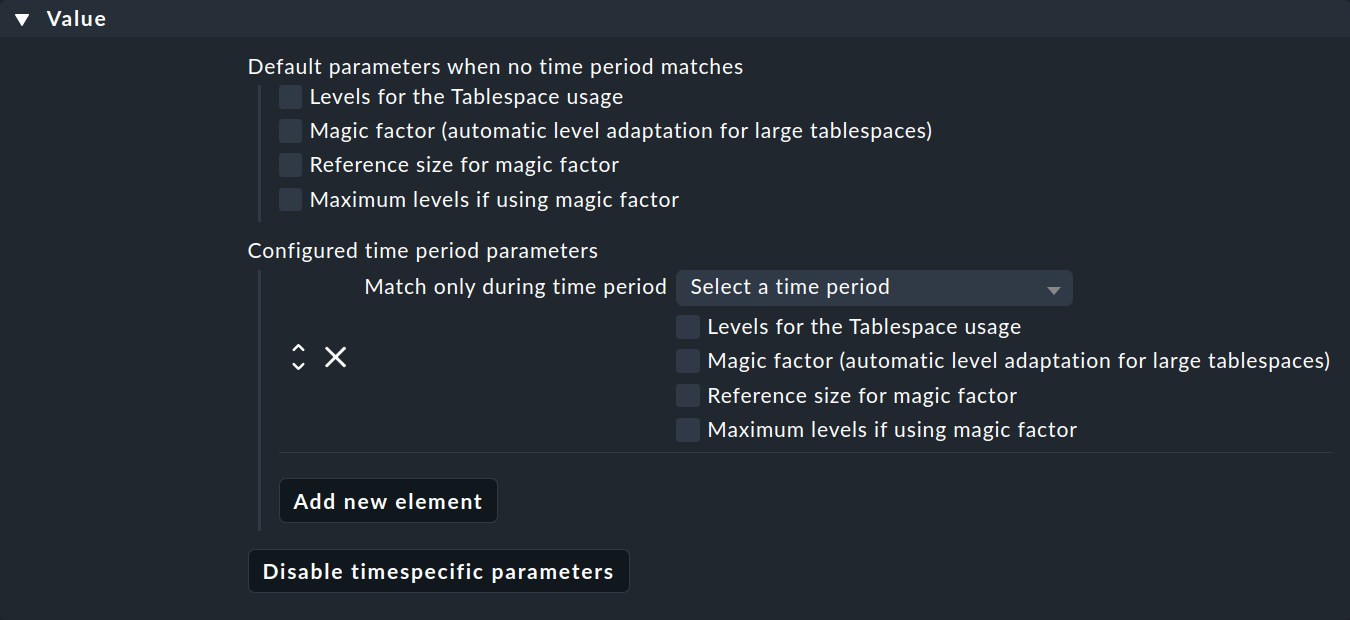 Value
Default parameters when no time period matches
Levels for the Tablespace usage
Magic factor (automatic level adaptation for large tablespaces)
Reference size for magic factor
Maximum levels if using magic factor
Configured time period parameters
Match only during time period Select a time period
Levels for the Tablespace usage
Magic factor (automatic level adaptation for large tablespaces)
Reference size for magic factor
Maximum levels if using magic factor
Add new element
Disable timespecific parameters